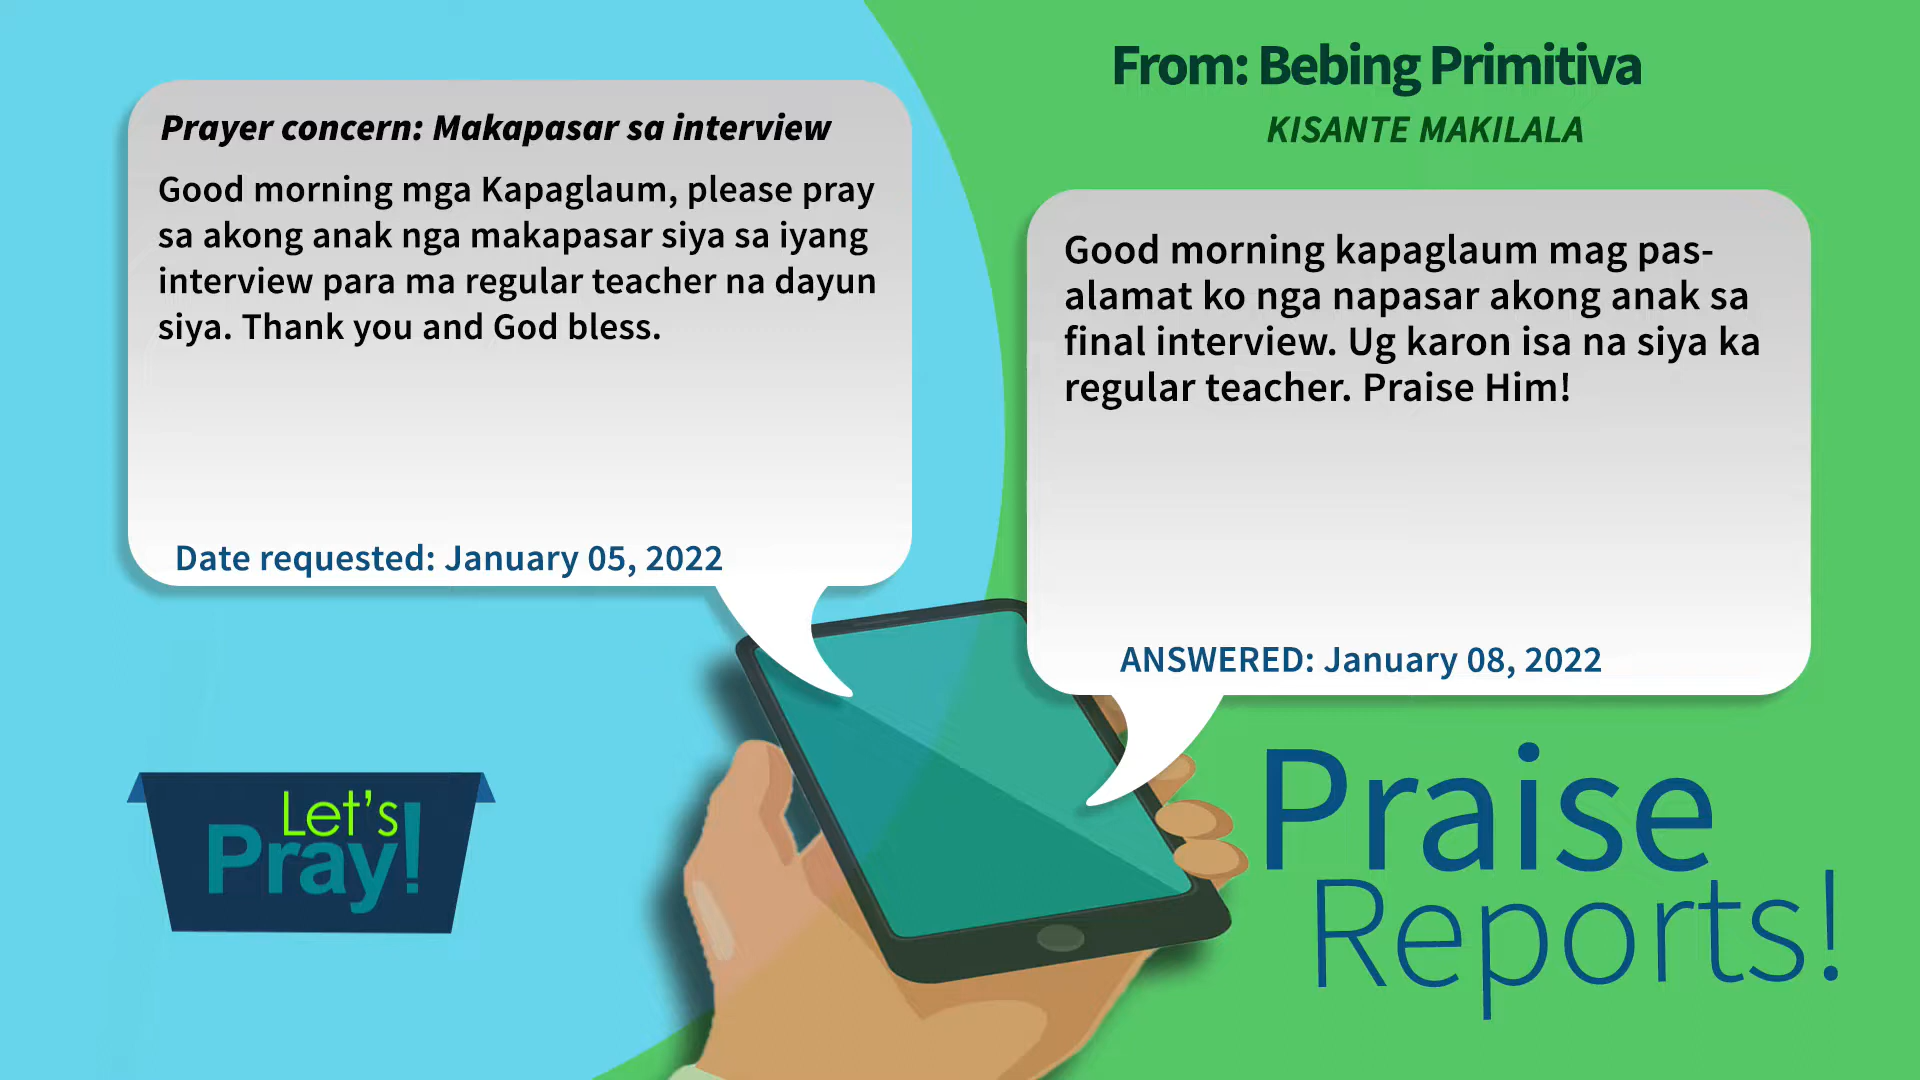 Prayer concern: Makapasar sa interview
Good morning mga Kapaglaum, please pray
sa akong anak nga makapasar siya sa iyang
interview para ma regular teacher na dayun
siya. Thank you and God bless.
Date requested: January 05, 2022
From: Bebing Primitiva
KISANTE MAKILALA
Good morning kapaglaum mag pas-
alamat ko nga napasar akong anak sa
final interview. Ug karon isa na siya ka
regular teacher. Praise Him!
ANSWERED: January 08, 2022
Let's
Pray!
Praise
Reports!